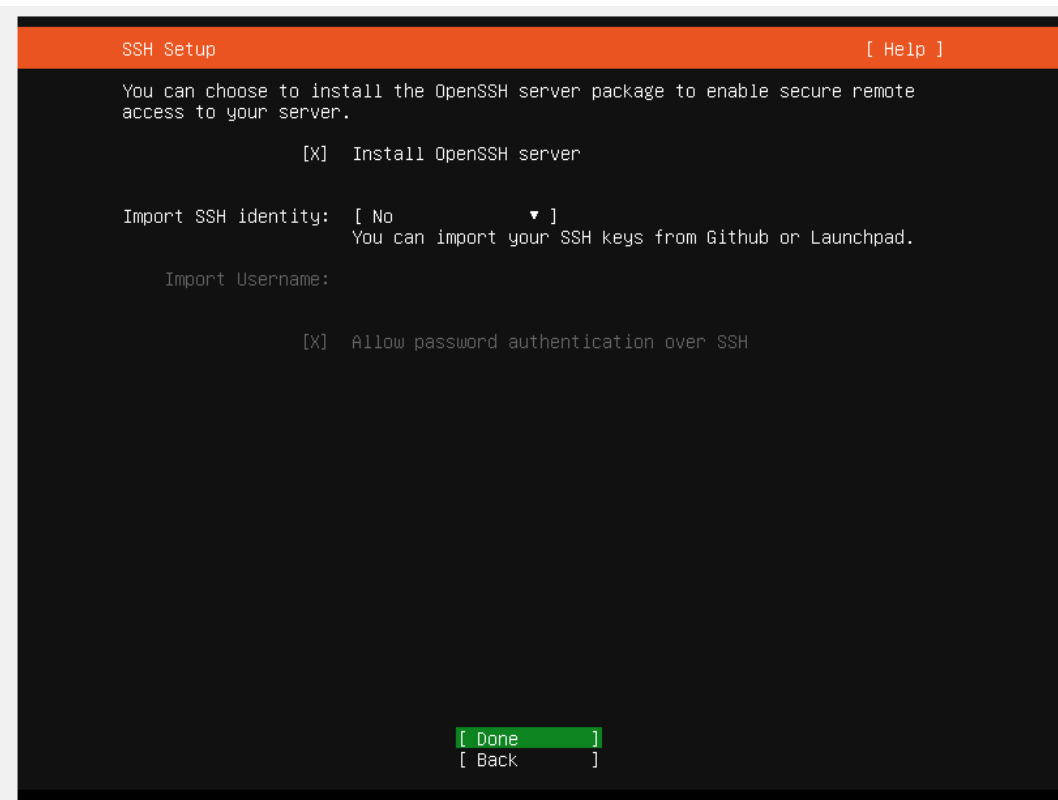 SSH Setup [ Help ]
You can choose to install the OpenSSH server package to enable secure remote
access to your server.
[X] Install OpenSSH server
Import SSH identity: [ No ▾ ]
You can import your SSH keys from Github or Launchpad.
Import Username:
[X] Allow password authentication over SSH
[ Done ]
[ Back ]